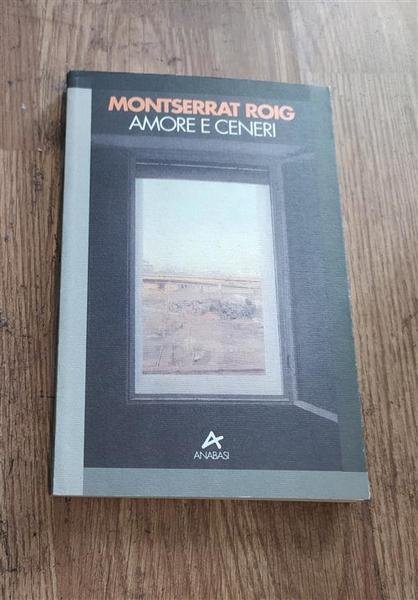 MONTSERRAT ROIG
AMORE E CENERI
ANABASI